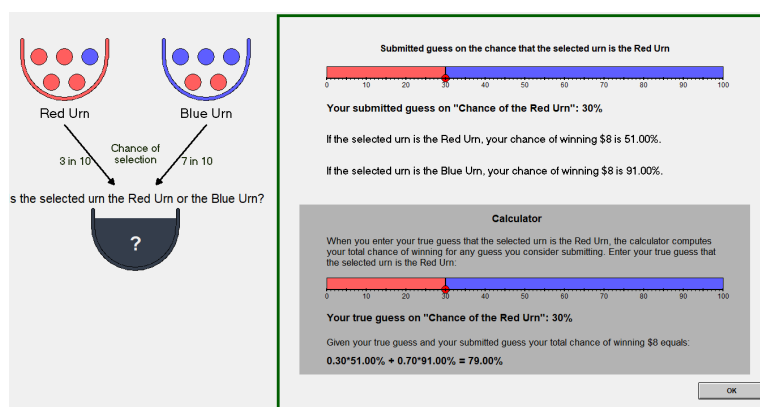 Red Urn
Blue Urn
Chance of
selection
3 in 10
7 in 10
s the selected urn the Red Urn or the Blue Urn?
?
Submitted guess on the chance that the selected urn is the Red Urn
0 10 20 30 40 50 60 70 80 90 100
Your submitted guess on "Chance of the Red Urn": 30%
If the selected urn is the Red Urn, your chance of winning $8 is 51.00%.
If the selected urn is the Blue Urn, your chance of winning $8 is 91.00%.
Calculator
When you enter your true guess that the selected urn is the Red Urn, the calculator computes
your total chance of winning for any guess you consider submitting. Enter your true guess that
the selected urn is the Red Urn:
0 10 20 30 40 50 60 70 80 90 100
Your true guess on "Chance of the Red Urn": 30%
Given your true guess and your submitted guess your total chance of winning $8 equals:
0.30*51.00% + 0.70*91.00% = 79.00%
OK